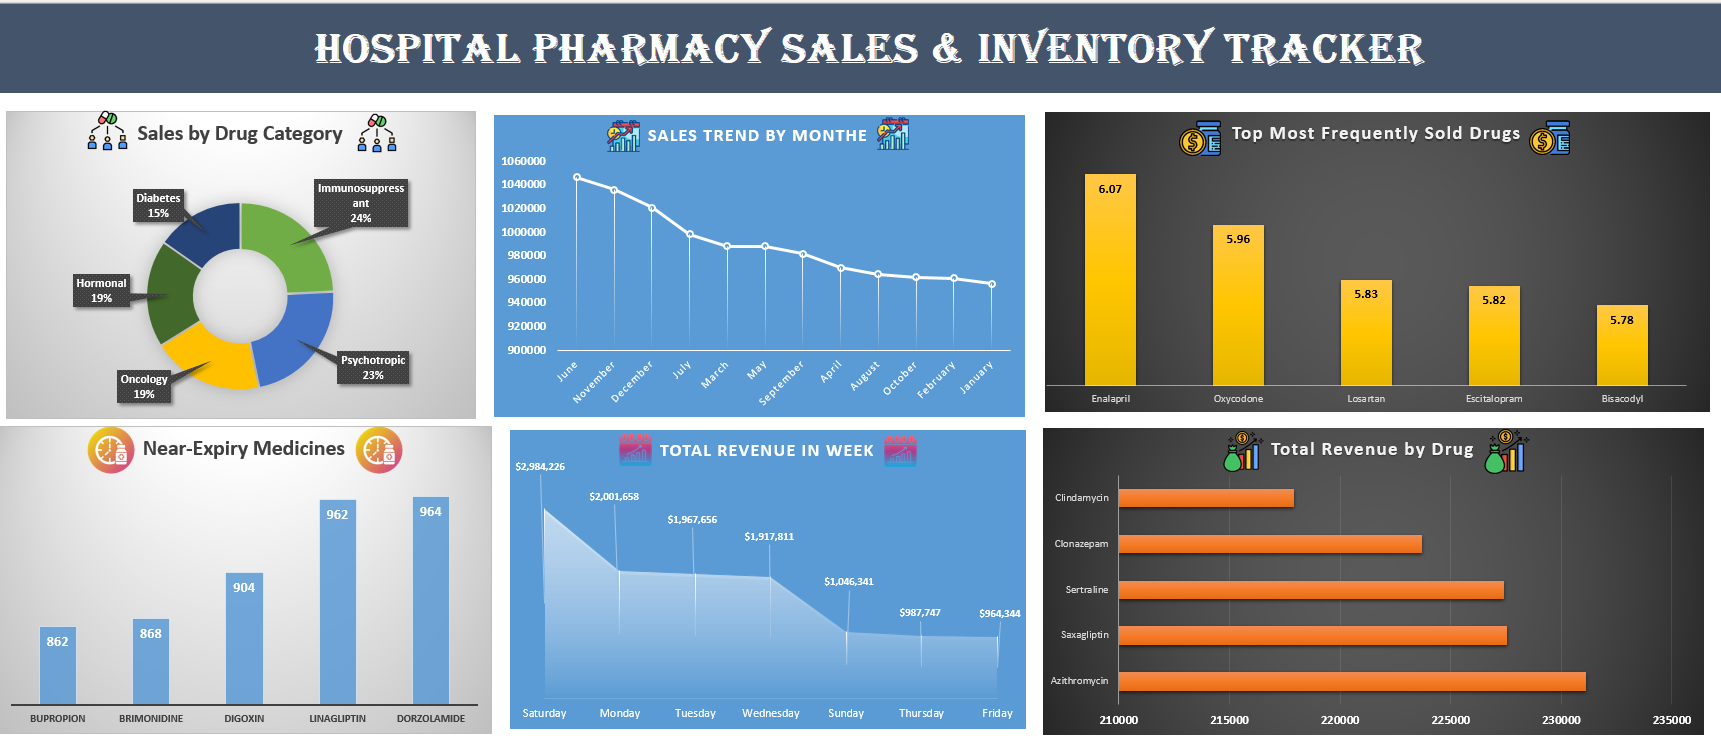 HOSPITAL PHARMACY SALES & INVENTORY TRACKER
Sales by Drug Category
Immunosuppress
ant
24%
Diabetes
15%
Hormonal
19%
Psychotropic
23%
Oncology
19%
SALES TREND BY MONTHE
1060000
1040000
1020000
1000000
980000
960000
940000
920000
900000
June
November
December
July
March
May
September
April
August
October
February
January
Top Most Frequently Sold Drugs
6.07
5.96
5.83
5.82
5.78
Enalapril
Oxycodone
Losartan
Escitalopram
Bisacodyl
Near-Expiry Medicines
862
868
904
962
964
BUPROPION
BRIMONIDINE
DIGOXIN
LINAGLIPTIN
DORZOLAMIDE
TOTAL REVENUE IN WEEK
$2,984,226
$2,001,658
$1,967,656
$1,917,811
$1,046,341
$987,747
$964,344
Saturday
Monday
Tuesday
Wednesday
Sunday
Thursday
Friday
Total Revenue by Drug
Clindamycin
Clonazepam
Sertraline
Saxagliptin
Azithromycin
210000
215000
220000
225000
230000
235000